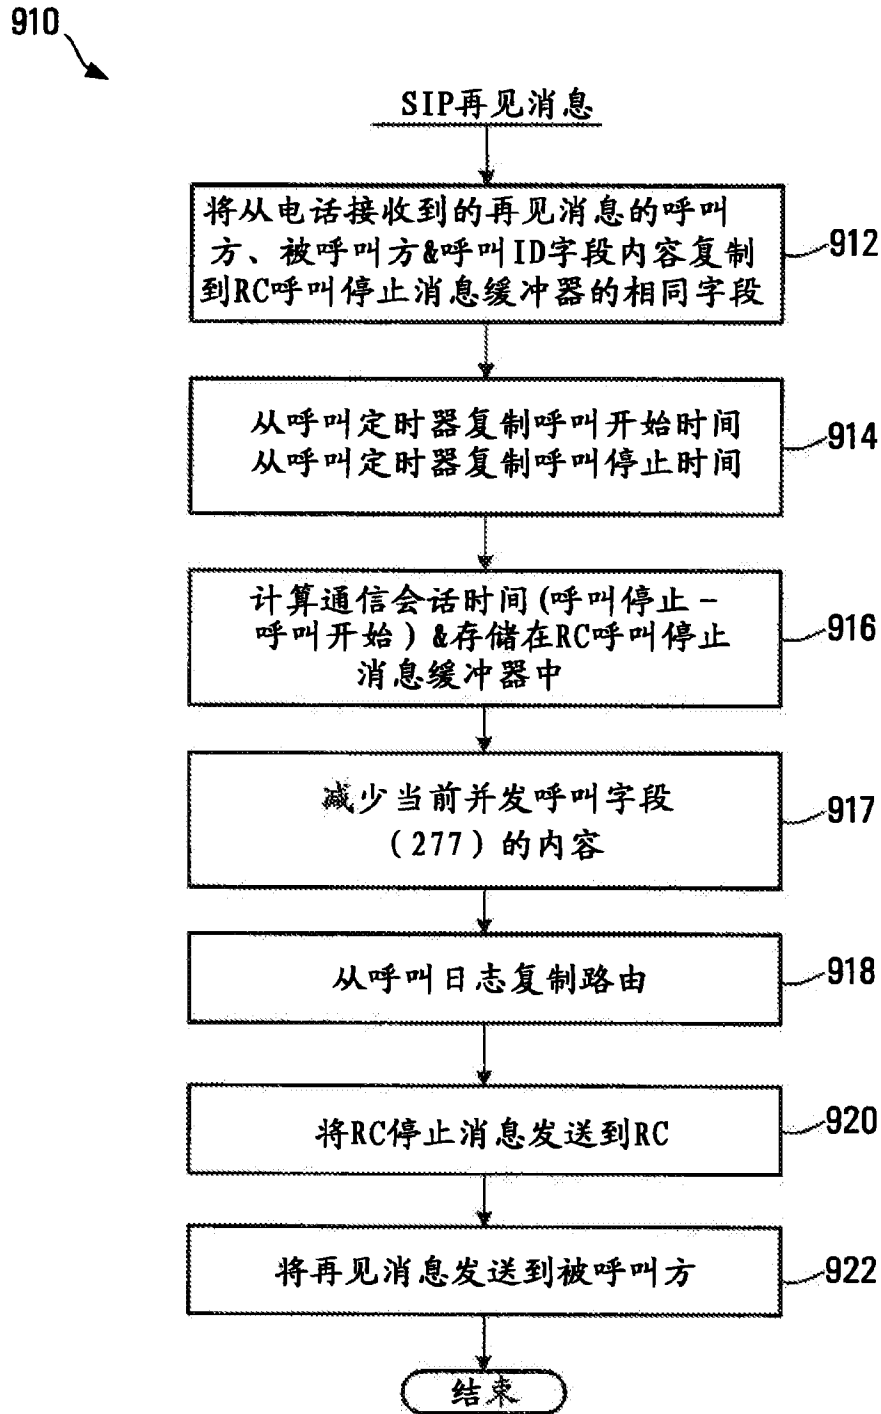 910
SIP再见消息
将从电话接收到的再见消息的呼叫
方、被呼叫方&呼叫ID字段内容复制
到RC呼叫停止消息缓冲器的相同字段
912
从呼叫定时器复制呼叫开始时间
从呼叫定时器复制呼叫停止时间
914
计算通信会话时间(呼叫停止-
呼叫开始)&存储在RC呼叫停止
消息缓冲器中
916
减少当前并发呼叫字段
(277)的内容
917
从呼叫日志复制路由
918
将RC停止消息发送到RC
920
将再见消息发送到被呼叫方
922
结束